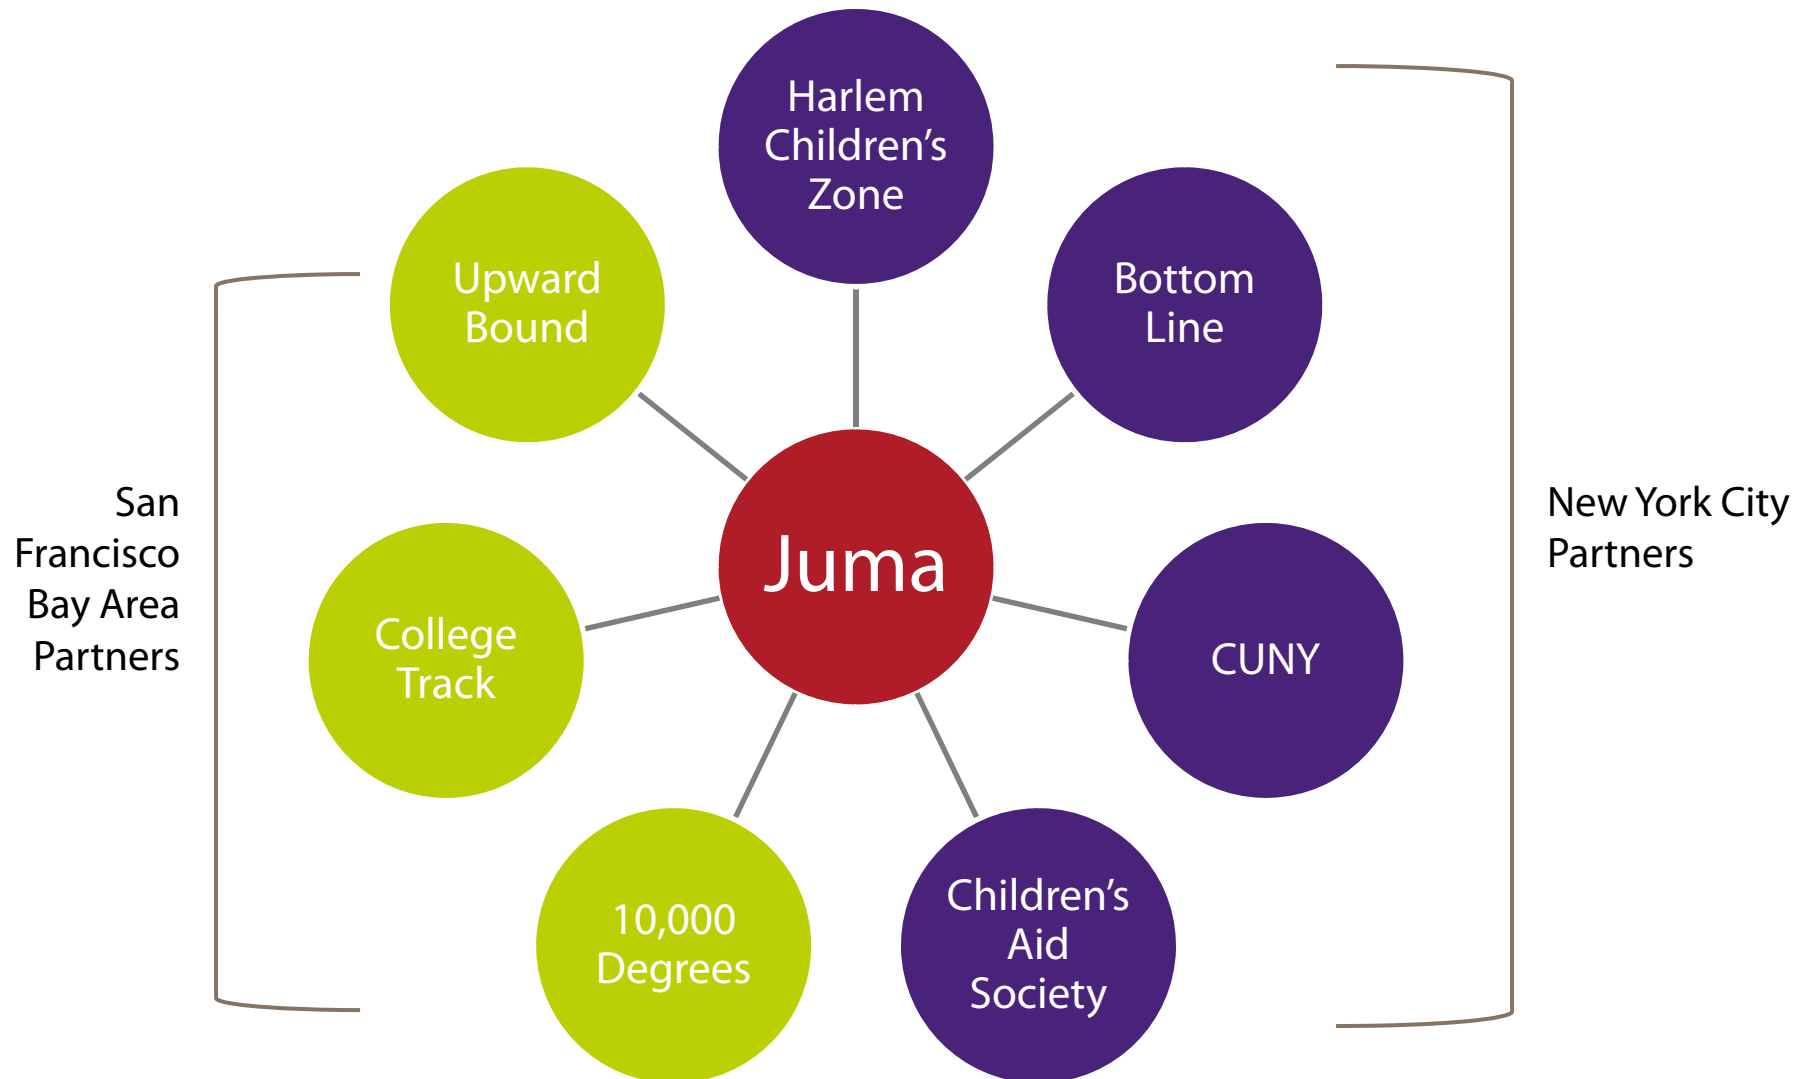 Harlem
Children’s
Zone
Upward
Bound
Bottom
Line
San
Francisco
Bay Area
Partners
Juma
New York City
Partners
College
Track
CUNY
10,000
Degrees
Children’s
Aid
Society